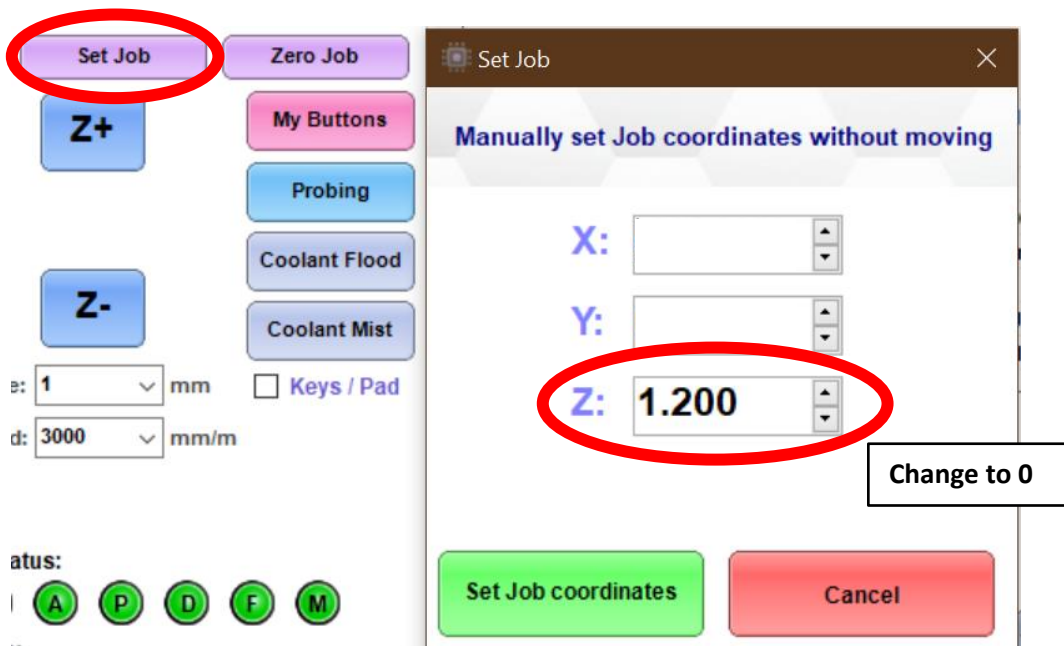 Set Job
Zero Job
Z+
My Buttons
Probing
Coolant Flood
Z-
Coolant Mist
e: 1 mm
Keys / Pad
d: 3000 mm/m
atus:
A P D F M
Set Job
Manually set Job coordinates without moving
X:
Y:
Z: 1.200
Change to 0
Set Job coordinates
Cancel